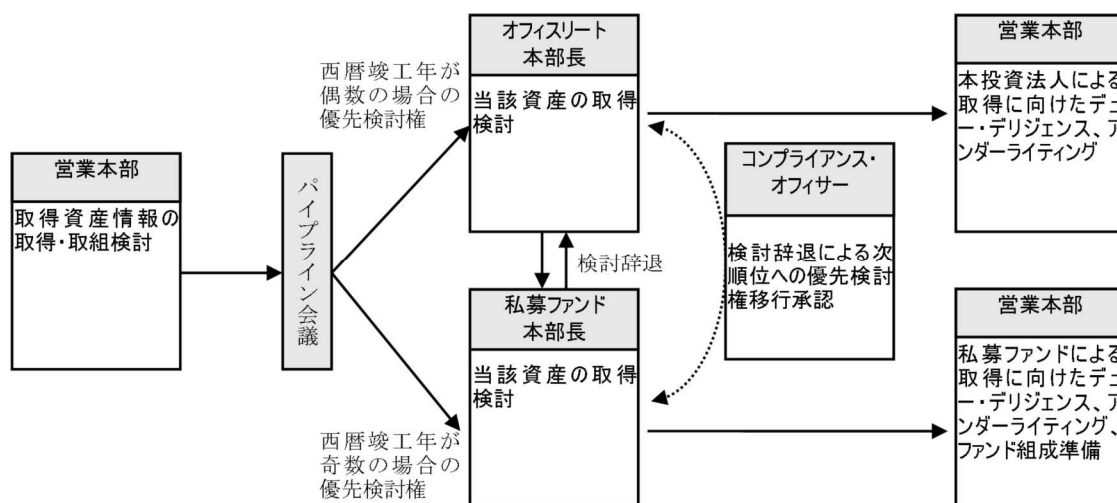 営業本部
取得資産情報の
取得・取組検討
パイプライン会議
西暦竣工年が
偶数の場合の
優先検討権
オフィスリート
本部長
当該資産の取得
検討
検討辞退
私募ファンド
本部長
当該資産の取得
検討
西暦竣工年が
奇数の場合の
優先検討権
コンプライアンス・
オフィサー
検討辞退による次
順位への優先検討
権移行承認
営業本部
本投資法人による
取得に向けたデュ
ー・デリジェンス、ア
ンダーライティング
営業本部
私募ファンドによる
取得に向けたデュ
ー・デリジェンス、ア
ンダーライティング、
ファンド組成準備